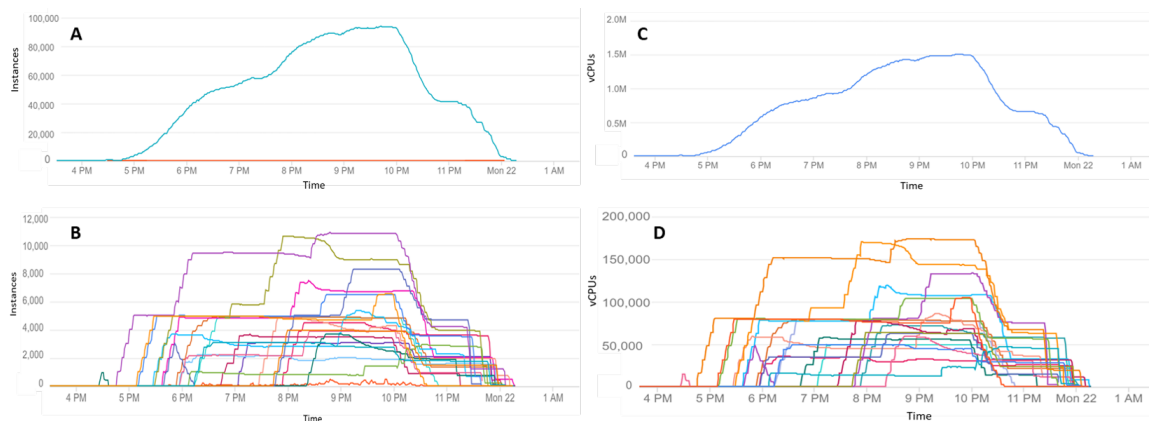 A
Instances
100,000
80,000
60,000
40,000
20,000
0
4 PM 5 PM 6 PM 7 PM 8 PM 9 PM 10 PM 11 PM Mon 22 1 AM
Time
C
vCPUs
2.0M
1.5M
1.0M
0.5M
0
4 PM 5 PM 6 PM 7 PM 8 PM 9 PM 10 PM 11 PM Mon 22 1 AM
Time
B
Instances
12,000
10,000
8,000
6,000
4,000
2,000
0
4 PM 5 PM 6 PM 7 PM 8 PM 9 PM 10 PM 11 PM Mon 22 1 AM
Time
D
vCPUs
200,000
150,000
100,000
50,000
0
4 PM 5 PM 6 PM 7 PM 8 PM 9 PM 10 PM 11 PM Mon 22 1 AM
Time